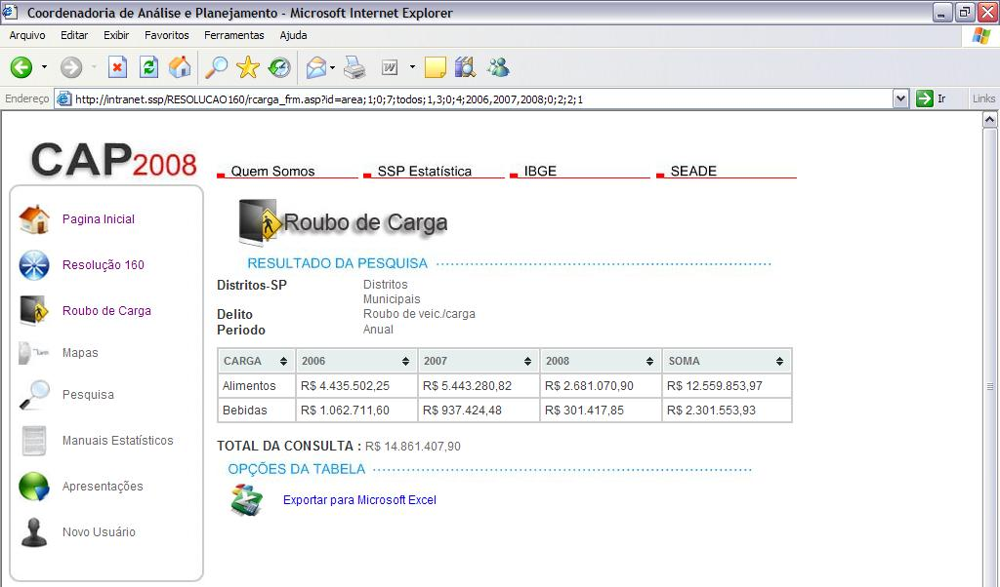 Coordenadoria de Análise e Planejamento - Microsoft Internet Explorer
Arquivo Editar Exibir Favoritos Ferramentas Ajuda
Endereço http://intranet.ssp/RESOLUCAO160/rcarga_frm.asp?id=area;1;0;7;todos;1,3;0;4;2006,2007,2008;0;2;2;1 Ir Links
CAP2008
Quem Somos SSP Estatística IBGE SEADE
Pagina Inicial
Resolução 160
Roubo de Carga
Mapas
Pesquisa
Manuais Estatísticos
Apresentações
Novo Usuário
Roubo de Carga
RESULTADO DA PESQUISA
Distritos-SP Distritos
Municipais
Delito Roubo de veic./carga
Periodo Anual
CARGA 2006 2007 2008 SOMA
Alimentos R$ 4.435.502,25 R$ 5.443.280,82 R$ 2.681.070,90 R$ 12.559.853,97
Bebidas R$ 1.062.711,60 R$ 937.424,48 R$ 301.417,85 R$ 2.301.553,93
TOTAL DA CONSULTA : R$ 14.861.407,90
OPÇÕES DA TABELA
Exportar para Microsoft Excel